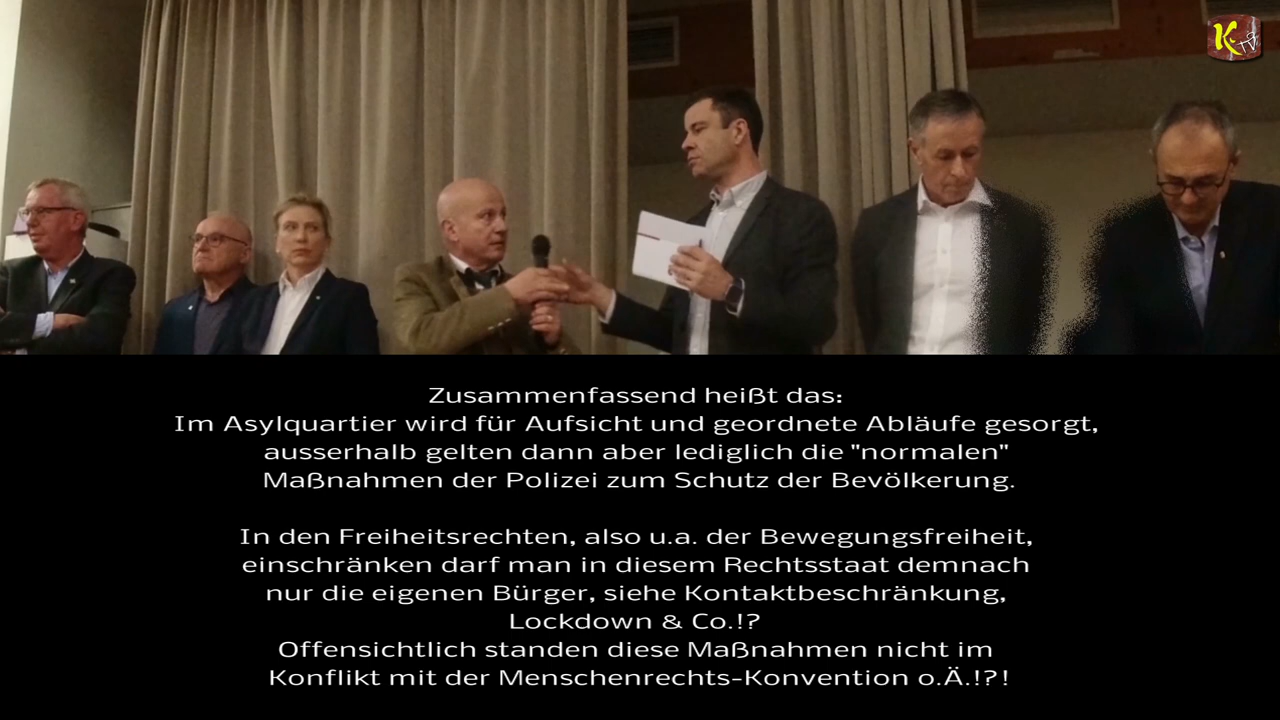 K
TV
Zusammenfassend heißt das:
Im Asylquartier wird für Aufsicht und geordnete Abläufe gesorgt,
ausserhalb gelten dann aber lediglich die "normalen"
Maßnahmen der Polizei zum Schutz der Bevölkerung.
In den Freiheitsrechten, also u.a. der Bewegungsfreiheit,
einschränken darf man in diesem Rechtsstaat demnach
nur die eigenen Bürger, siehe Kontaktbeschränkung,
Lockdown & Co.!?
Offensichtlich standen diese Maßnahmen nicht im
Konflikt mit der Menschenrechts-Konvention o.Ä.!?!